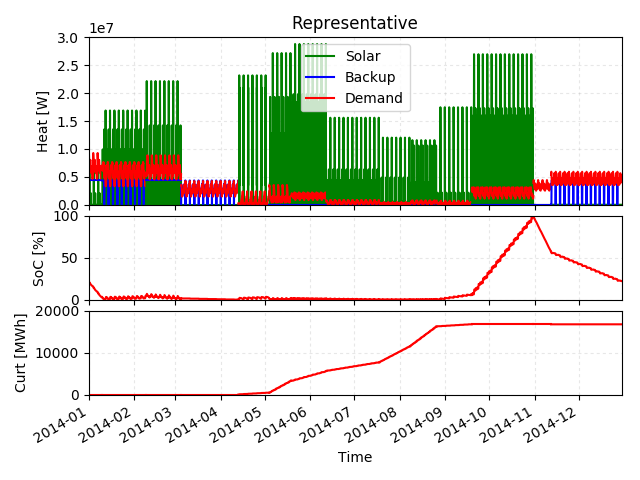 Representative
1e7
3.0
2.5
2.0
1.5
1.0
0.5
0.0
Heat [W]
Solar
Backup
Demand
100
50
0
SoC [%]
20000
10000
0
Curt [MWh]
2014-01
2014-02
2014-03
2014-04
2014-05
2014-06
2014-07
2014-08
2014-09
2014-10
2014-11
2014-12
Time